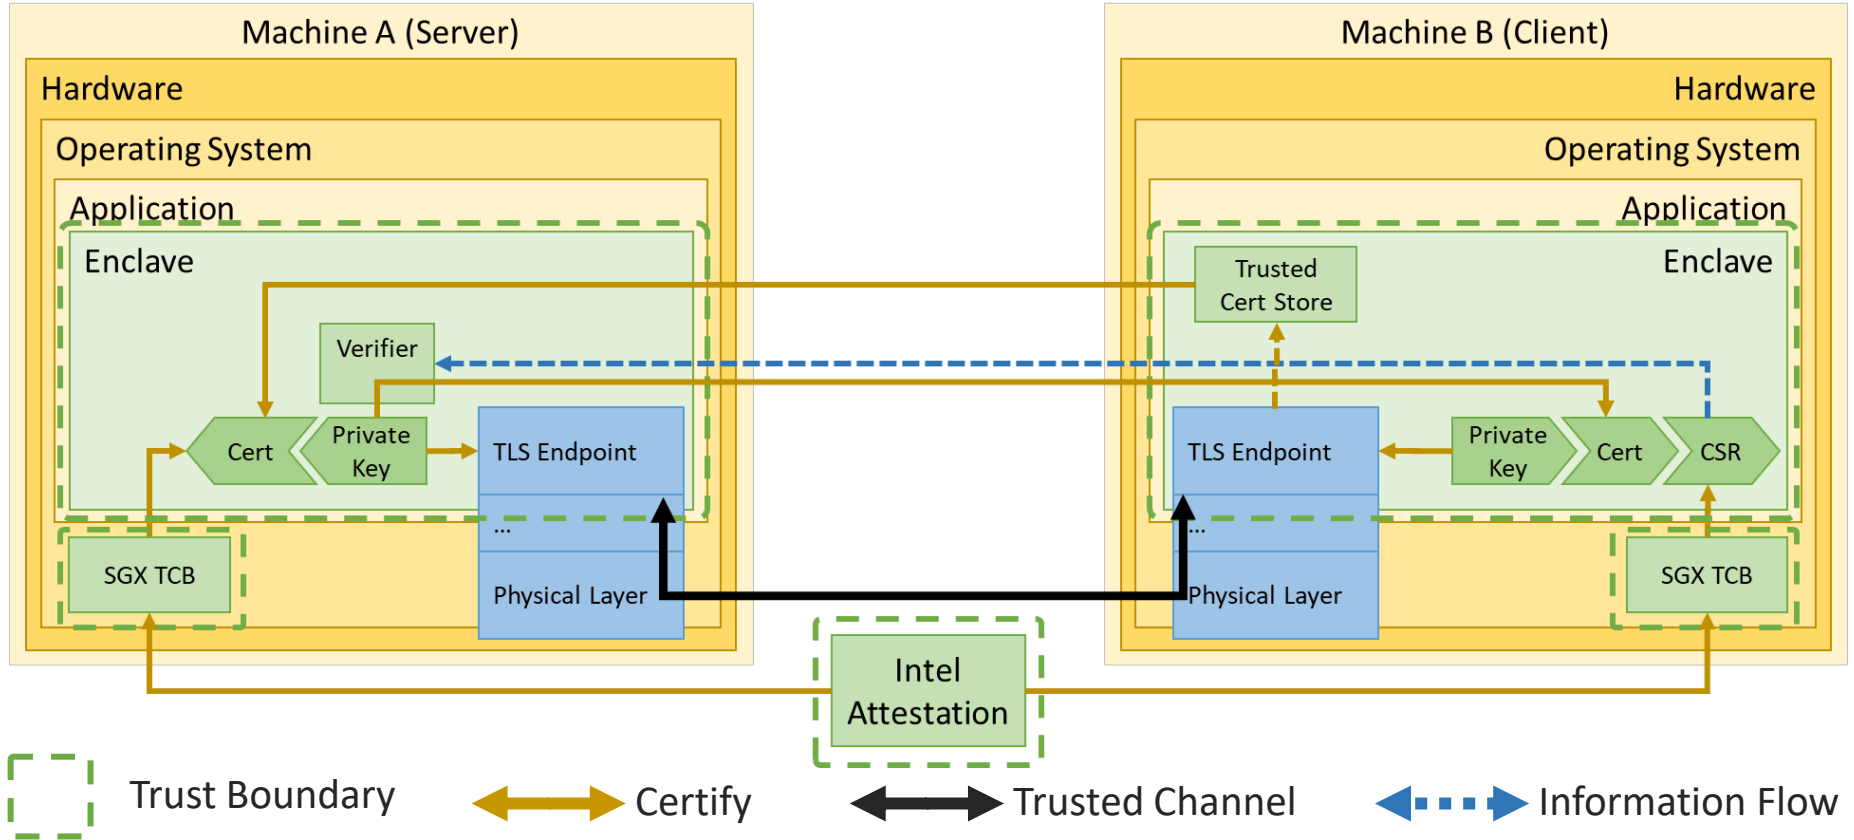 Machine A (Server)
Hardware
Operating System
Application
Enclave
Verifier
Cert
Private
Key
TLS Endpoint
...
Physical Layer
SGX TCB
Machine B (Client)
Hardware
Operating System
Application
Enclave
Trusted
Cert Store
TLS Endpoint
...
Physical Layer
Private
Key
Cert
CSR
SGX TCB
Intel
Attestation
Trust Boundary
Certify
Trusted Channel
Information Flow